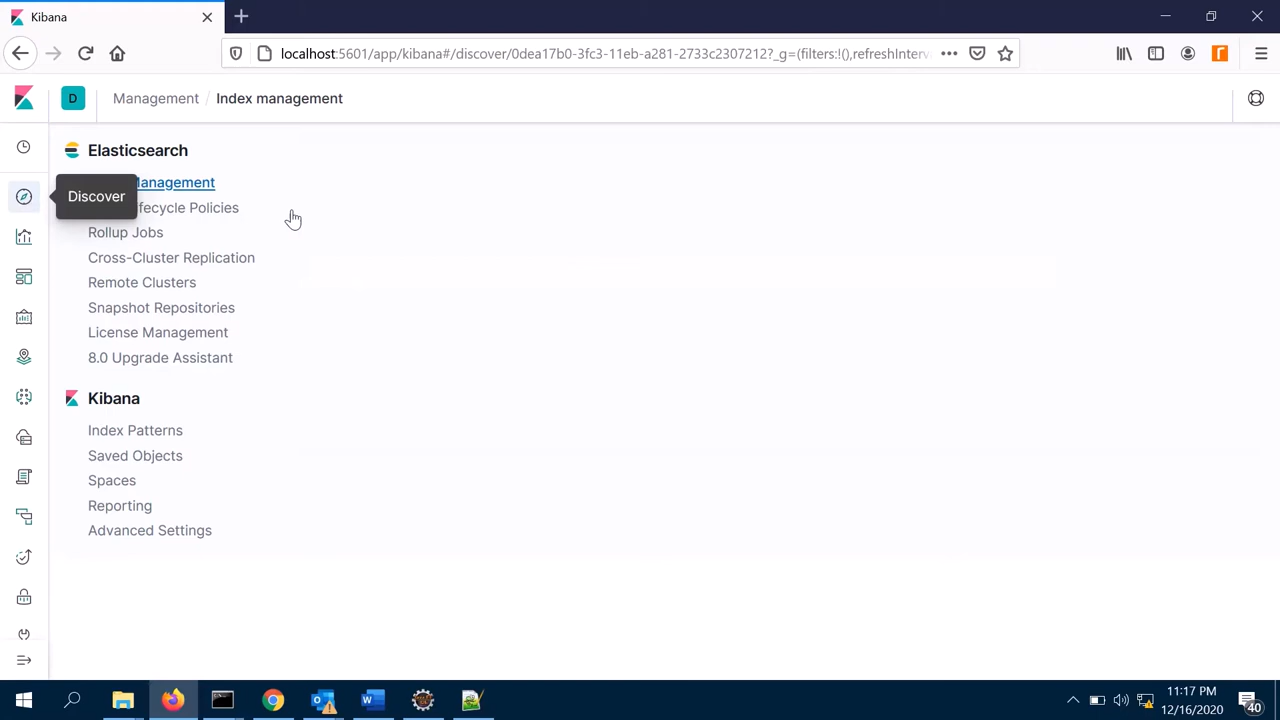 Kibana
localhost:5601/app/kibana#/discover/0dea17b0-3fc3-11eb-a281-2733c2307212?_g=(filters:!(),refreshInterv
D
Management / Index management
Elasticsearch
Management
Discover
fecycle Policies
Rollup Jobs
Cross-Cluster Replication
Remote Clusters
Snapshot Repositories
License Management
8.0 Upgrade Assistant
Kibana
Index Patterns
Saved Objects
Spaces
Reporting
Advanced Settings
11:17 PM
12/16/2020
40